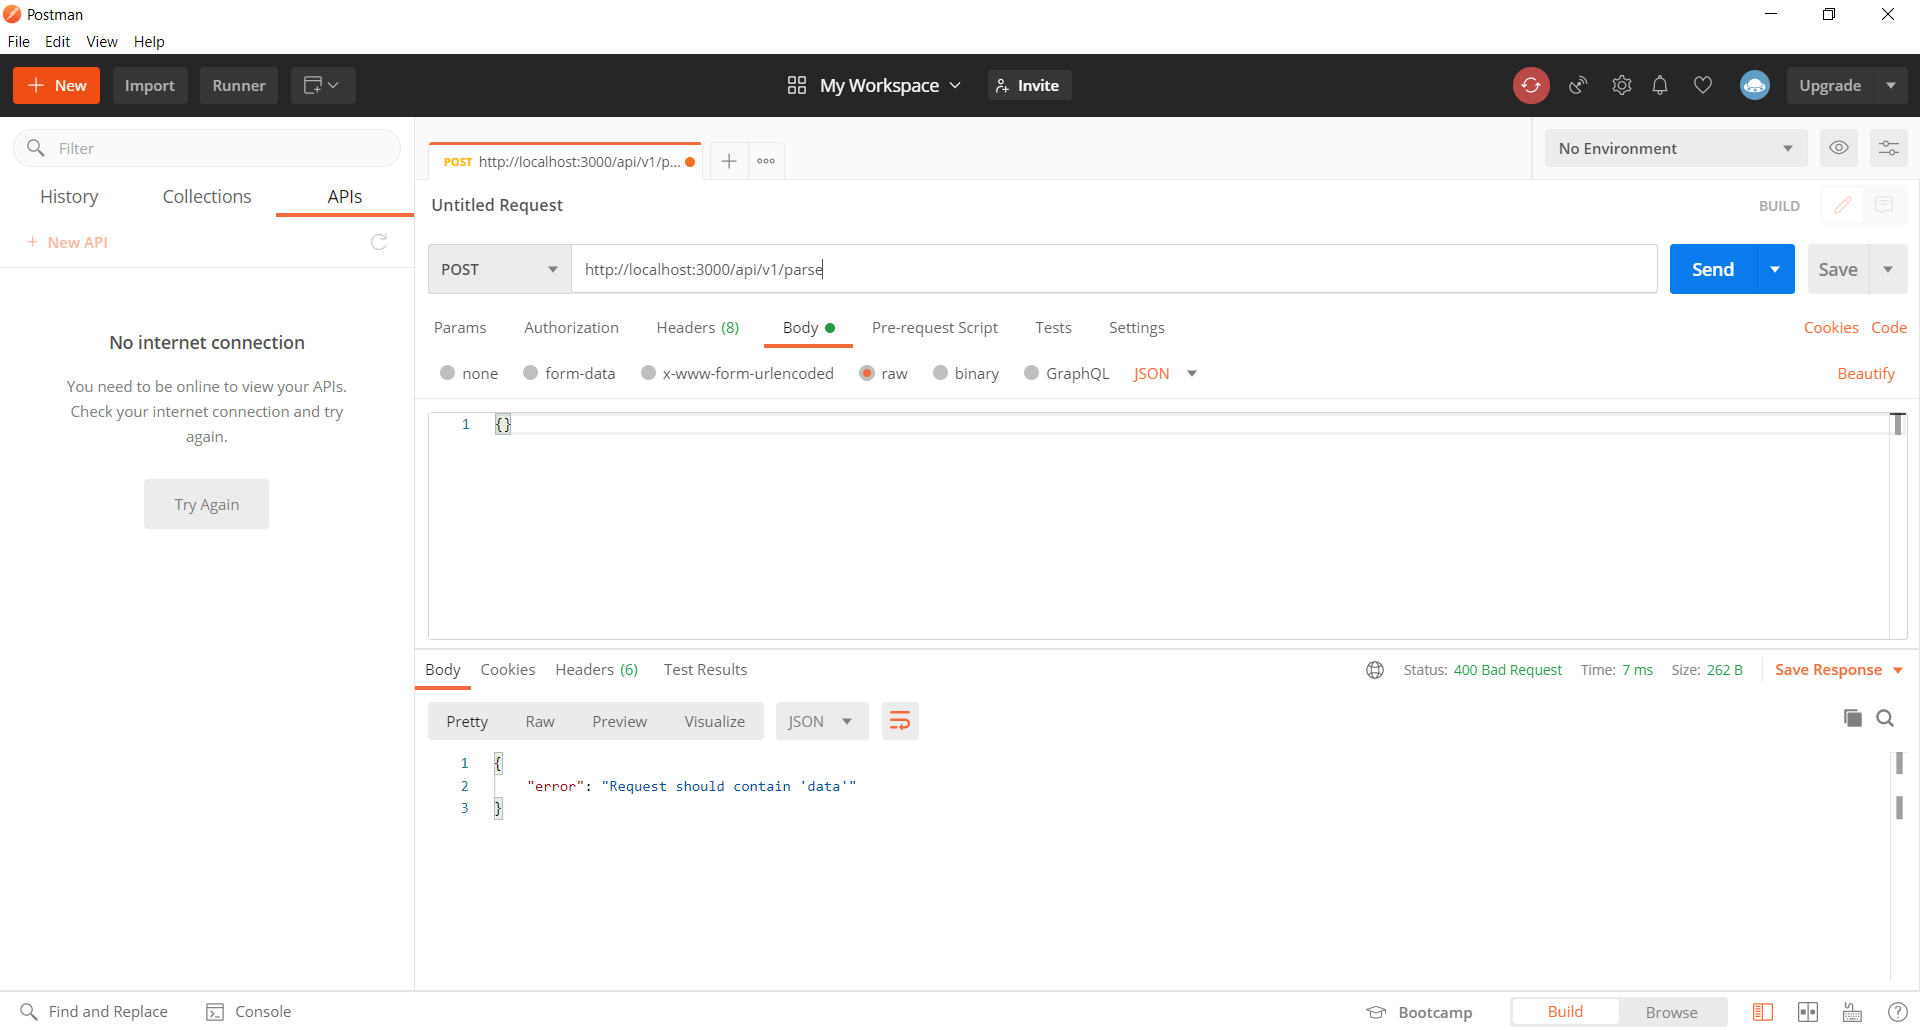 Postman
File Edit View Help
+ New Import Runner My Workspace Invite Upgrade
Filter
History Collections APIs
+ New API
No internet connection
You need to be online to view your APIs.
Check your internet connection and try
again.
Try Again
POST http://localhost:3000/api/v1/p...
No Environment
Untitled Request
BUILD
POST http://localhost:3000/api/v1/parse Send Save
Params Authorization Headers (8) Body Pre-request Script Tests Settings Cookies Code
none form-data x-www-form-urlencoded raw binary GraphQL JSON Beautify
1 {}
Body Cookies Headers (6) Test Results Status: 400 Bad Request Time: 7 ms Size: 262 B Save Response
Pretty Raw Preview Visualize JSON
1 {
2 "error": "Request should contain 'data'"
3 }
Find and Replace Console Bootcamp Build Browse